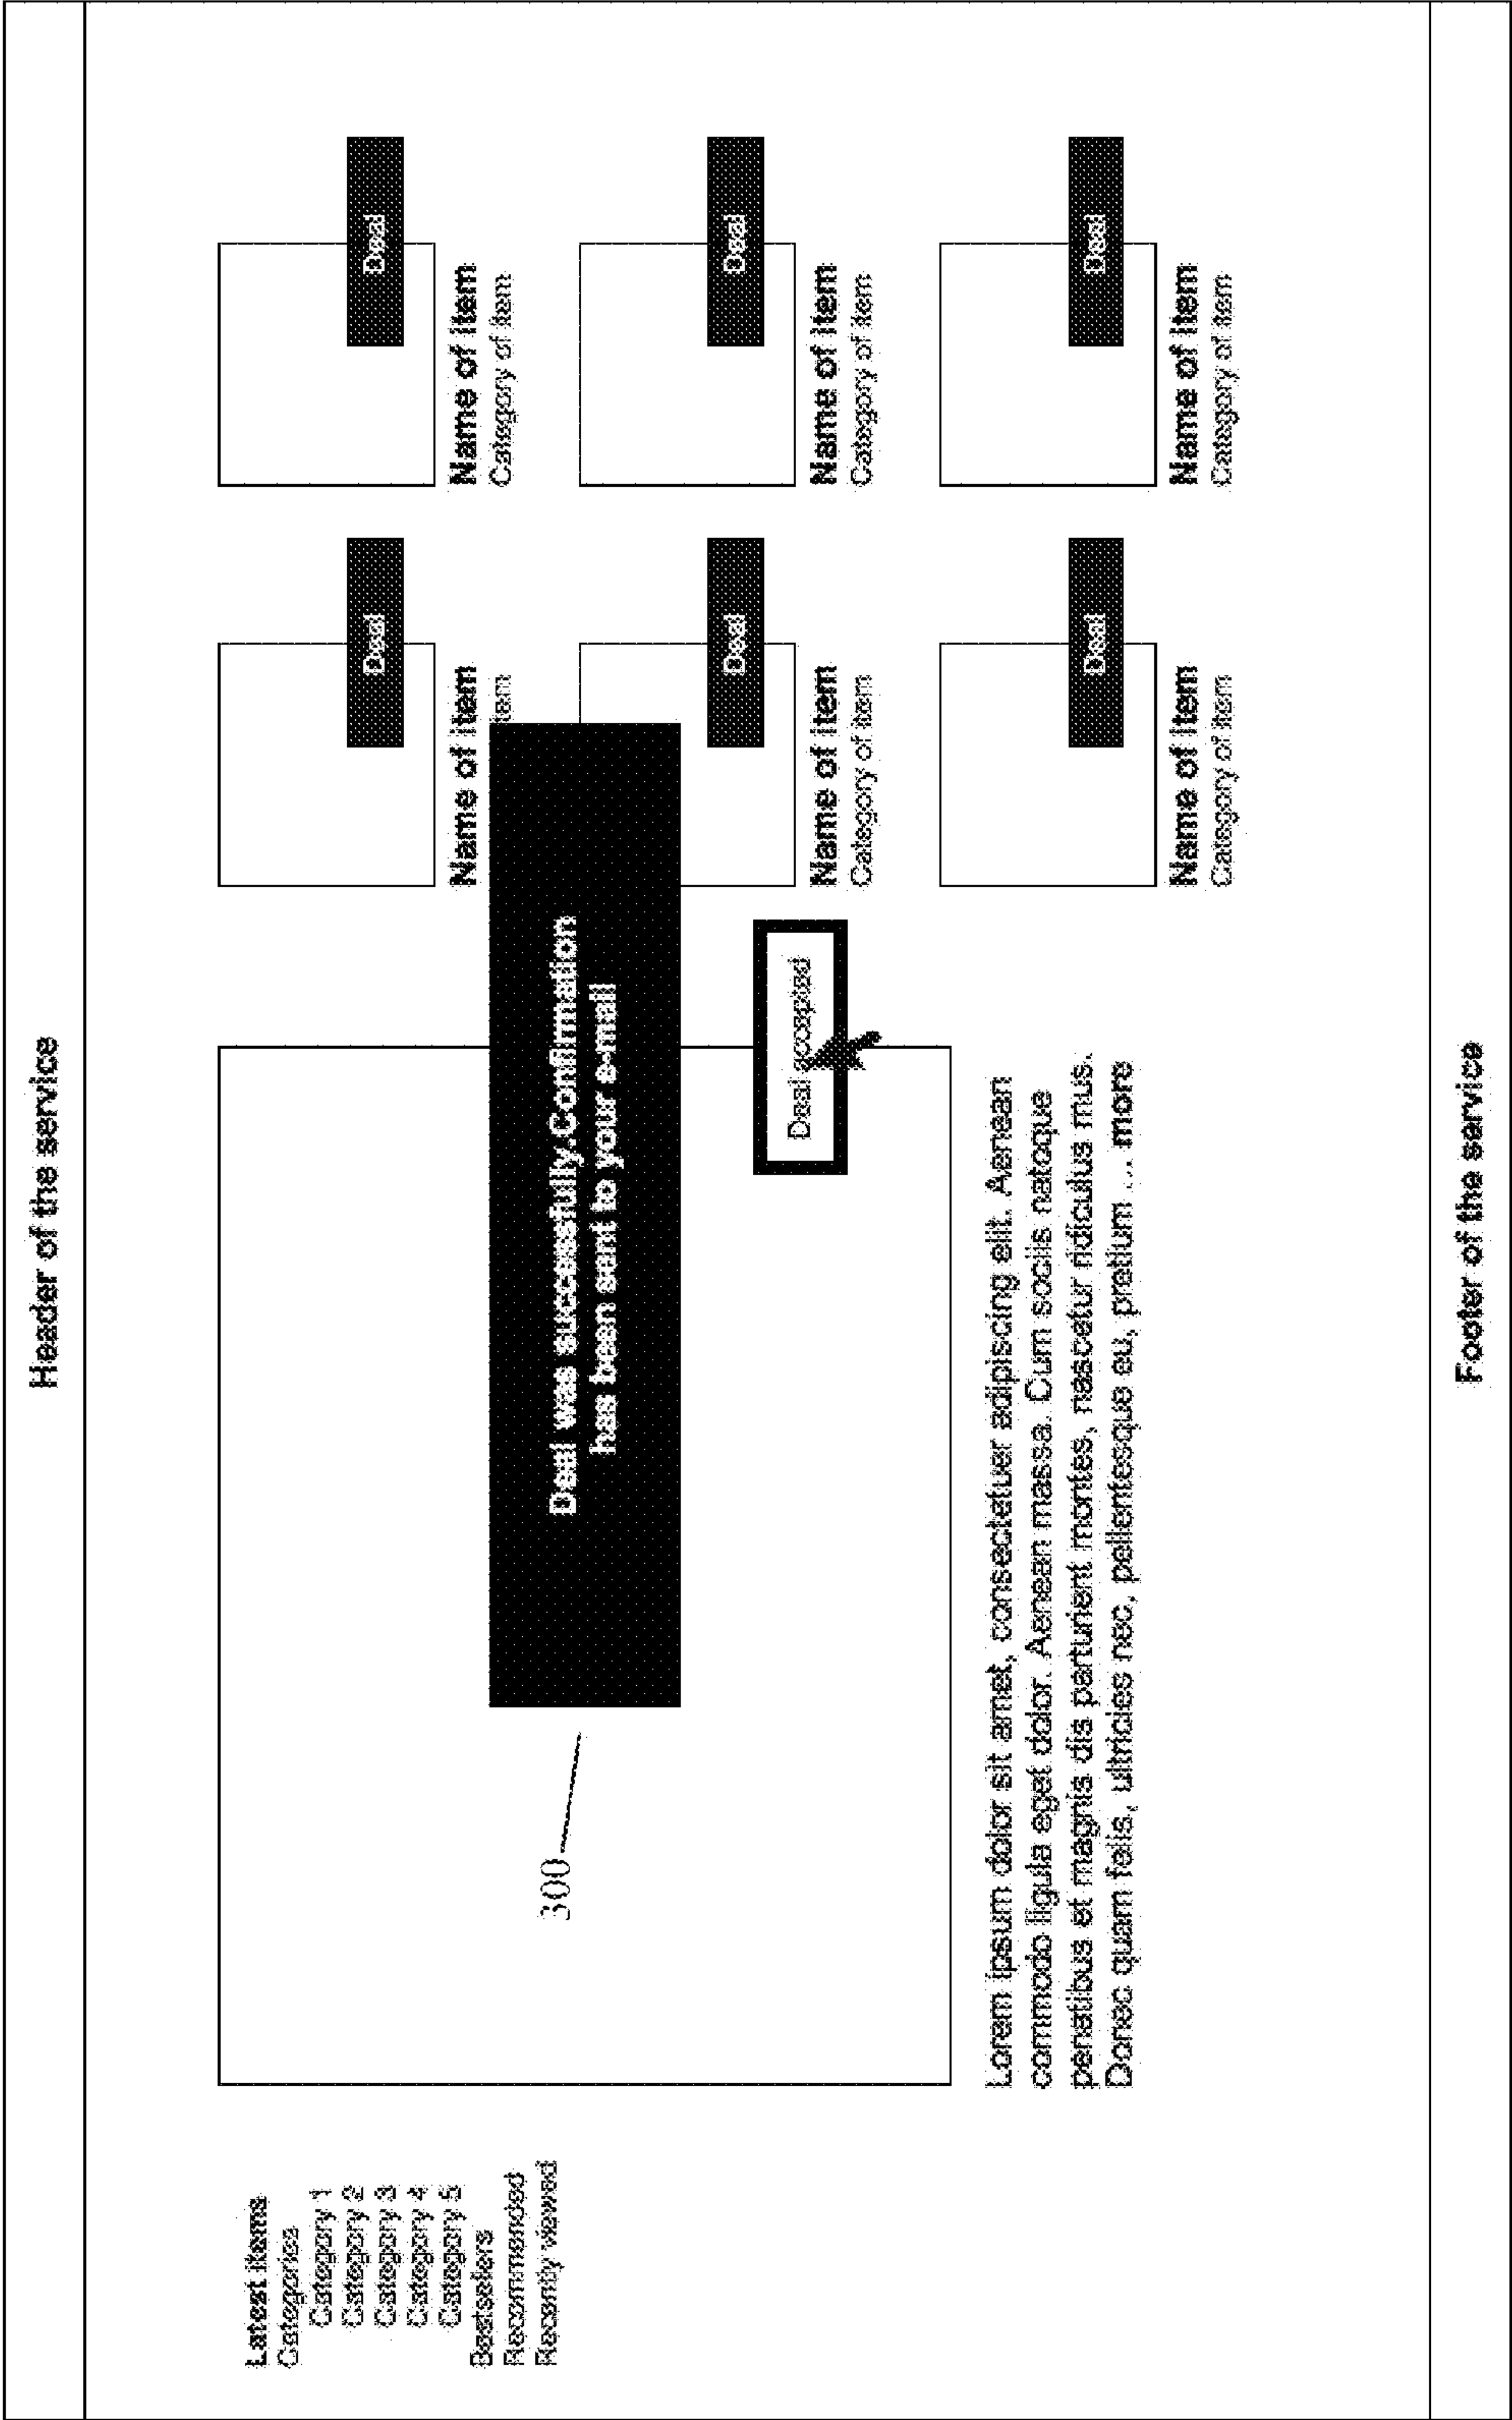 Header of the service
Latest items
Categories
Category 1
Category 2
Category 3
Category 4
Category 5
Bestsellers
Recommended
Recently viewed
300
Deal was successfully.Confirmation
has been sent to your e-mail
Deal accepted
Lorem ipsum dolor sit amet, consectetuer adipiscing elit. Aenean
commodo ligula eget dolor. Aenean massa. Cum sociis natoque
penatibus et magnis dis parturient montes, nascetur ridiculus mus.
Donec quam felis, ultricies nec, pellentesque eu, pretium ... more
Deal
Name of item
tem
Deal
Name of item
Category of item
Deal
Name of item
Category of item
Deal
Name of item
Category of item
Deal
Name of item
Category of item
Deal
Name of item
Category of item
Footer of the service